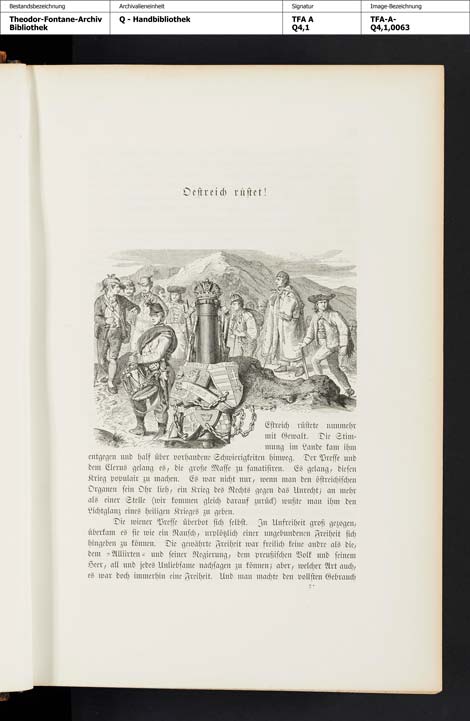 Bestandsbezeichnung
Archivalieneinheit
Signatur
Image-Bezeichnung
Theodor-Fontane-Archiv
Bibliothek
Q - Handbibliothek
TFA A
Q4,1
TFA-A-
Q4,1,0063
Oestreich rüstet!
Estreich rüstete nunmehr
mit Gewalt. Die Stim-
mung im Lande kam ihm
entgegen und half über vorhandene Schwierigkeiten hinweg. Der Presse und
dem Clerus gelang es, die große Masse zu fanatisiren. Es gelang, diesen
Krieg populair zu machen. Es war nicht nur, wenn man den östreichischen
Organen sein Ohr lieh, ein Krieg des Rechts gegen das Unrecht, an mehr
als einer Stelle (wir kommen gleich darauf zurück) wußte man ihm den
Lichtglanz eines heiligen Krieges zu geben.
Die wiener Presse überbot sich selbst. In Unfreiheit groß gezogen,
überkam es sie wie ein Rausch, urplötzlich einer ungebundenen Freiheit sich
hingeben zu können. Die gewährte Freiheit war freilich keine andre als die,
dem »Alliirten« und seiner Regierung, dem preußischen Volk und seinem
Heer, all und jedes Unliebsame nachsagen zu können; aber, welcher Art auch,
es war doch immerhin eine Freiheit. Und man machte den vollsten Gebrauch